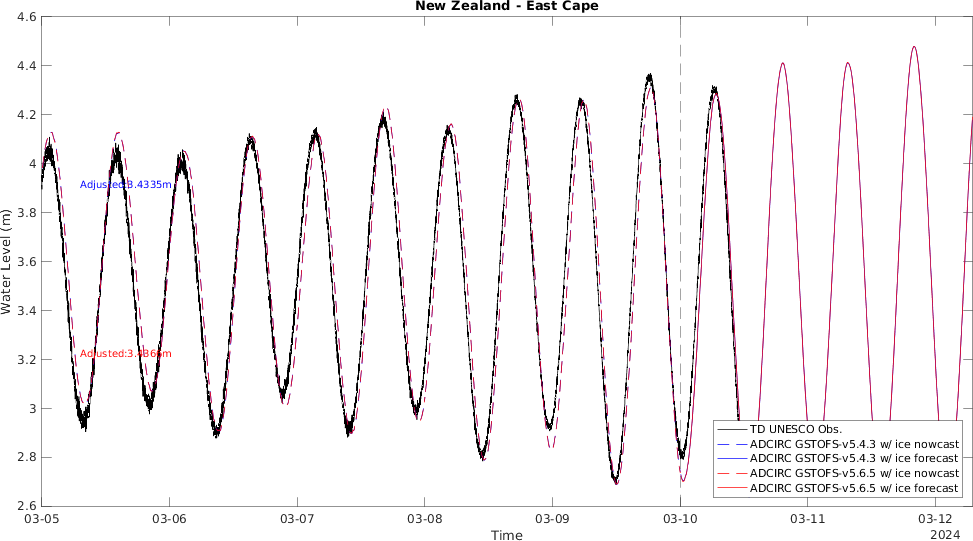 New Zealand - East Cape
4.6
4.4
4.2
4
3.8
3.6
3.4
3.2
3
2.8
2.6
Water Level (m)
Adjusted:3.4335m
Adjusted:3.4366m
TD UNESCO Obs.
ADCIRC GSTOFS-v5.4.3 w/ ice nowcast
ADCIRC GSTOFS-v5.4.3 w/ ice forecast
ADCIRC GSTOFS-v5.6.5 w/ ice nowcast
ADCIRC GSTOFS-v5.6.5 w/ ice forecast
03-05 03-06 03-07 03-08 03-09 03-10 03-11 03-12
Time
2024